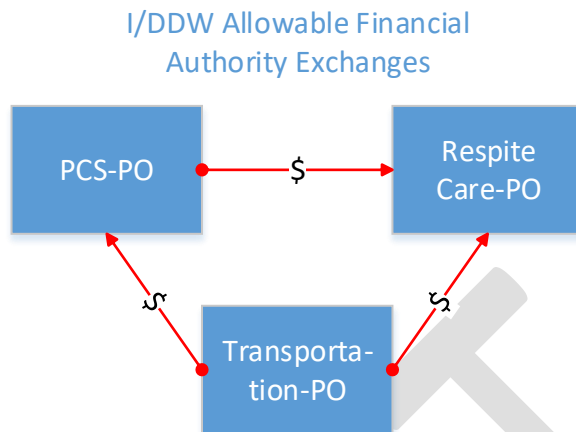 I/DDW Allowable Financial
Authority Exchanges
PCS-PO
$
Respite
Care-PO
$
$
Transporta-
tion-PO